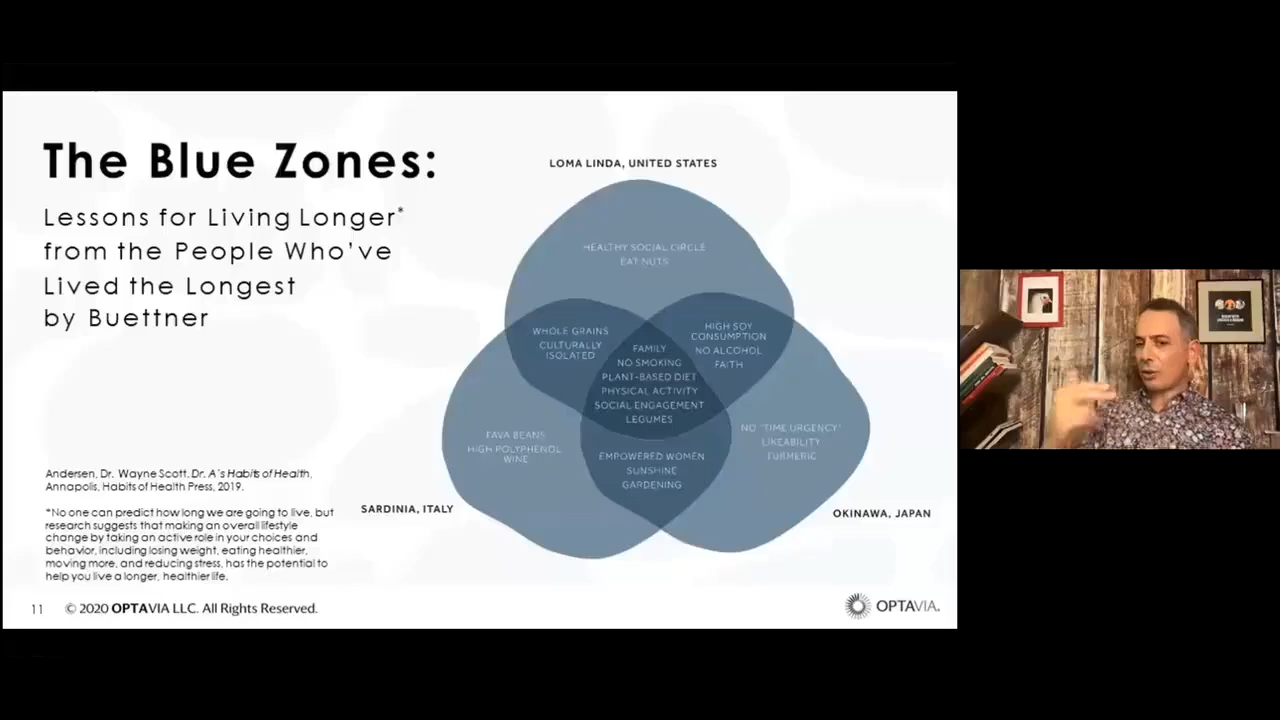 The Blue Zones:
Lessons for Living Longer*
from the People Who've
Lived the Longest
by Buettner
Andersen, Dr. Wayne Scott. Dr. A's Habits of Health.
Annapolis, Habits of Health Press, 2019.
*No one can predict how long we are going to live, but
research suggests that making an overall lifestyle
change by taking an active role in your choices and
behavior, including losing weight, eating healthier,
moving more, and reducing stress, has the potential to
help you live a longer, healthier life.
LOMA LINDA, UNITED STATES
HEALTHY SOCIAL CIRCLE
EAT NUTS
WHOLE GRAINS
CULTURALLY
ISOLATED
HIGH SOY
CONSUMPTION
NO ALCOHOL
FAITH
FAMILY
NO SMOKING
PLANT-BASED DIET
PHYSICAL ACTIVITY
SOCIAL ENGAGEMENT
LEGUMES
FAVA BEANS
HIGH POLYPHENOL
WINE
NO "TIME URGENCY"
LIKEABILITY
TURMERIC
EMPOWERED WOMEN
SUNSHINE
GARDENING
SARDINIA, ITALY
OKINAWA, JAPAN
11 © 2020 OPTAVIA LLC. All Rights Reserved.
OPTAVIA.